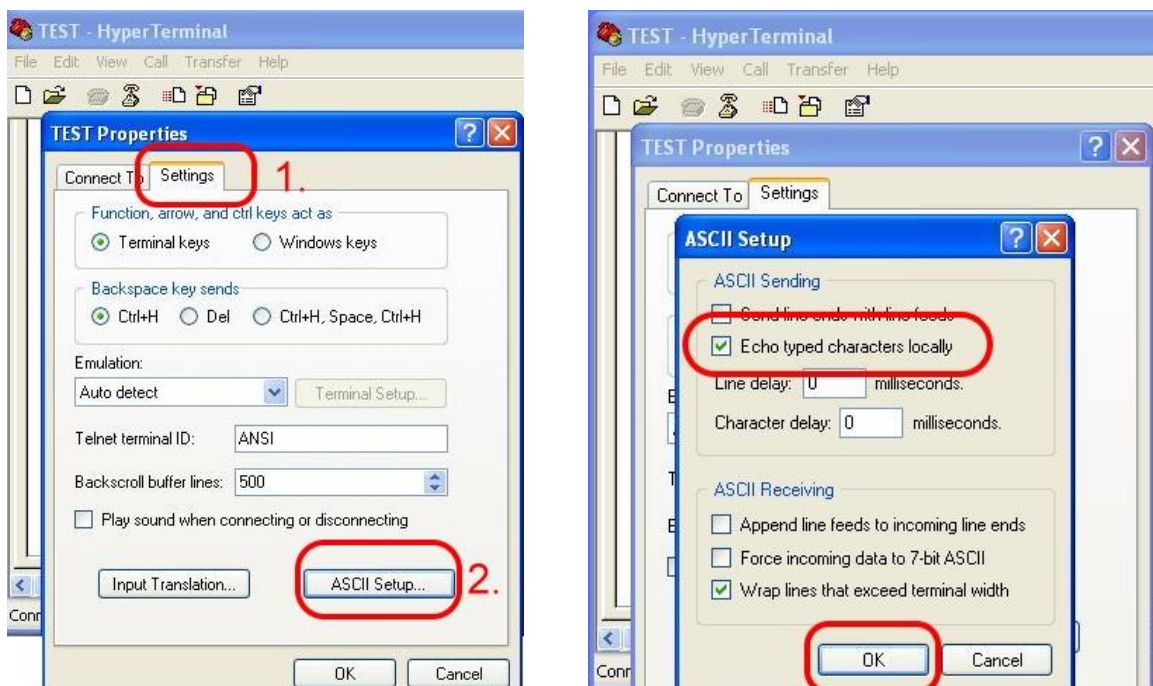 TEST - HyperTerminal
File Edit View Call Transfer Help
TEST Properties
Connect To Settings
1.
Function, arrow, and ctrl keys act as
Terminal keys Windows keys
Backspace key sends
Ctrl+H Del Ctrl+H, Space, Ctrl+H
Emulation:
Auto detect Terminal Setup...
Telnet terminal ID: ANSI
Backscroll buffer lines: 500
Play sound when connecting or disconnecting
Input Translation... ASCII Setup... 2.
Conr
OK Cancel
TEST - HyperTerminal
File Edit View Call Transfer Help
TEST Properties
Connect To Settings
ASCII Setup
ASCII Sending
Send line ends with line feeds
Echo typed characters locally
Line delay: 0 milliseconds.
Character delay: 0 milliseconds.
ASCII Receiving
Append line feeds to incoming line ends
Force incoming data to 7-bit ASCII
Wrap lines that exceed terminal width
OK Cancel
Conr